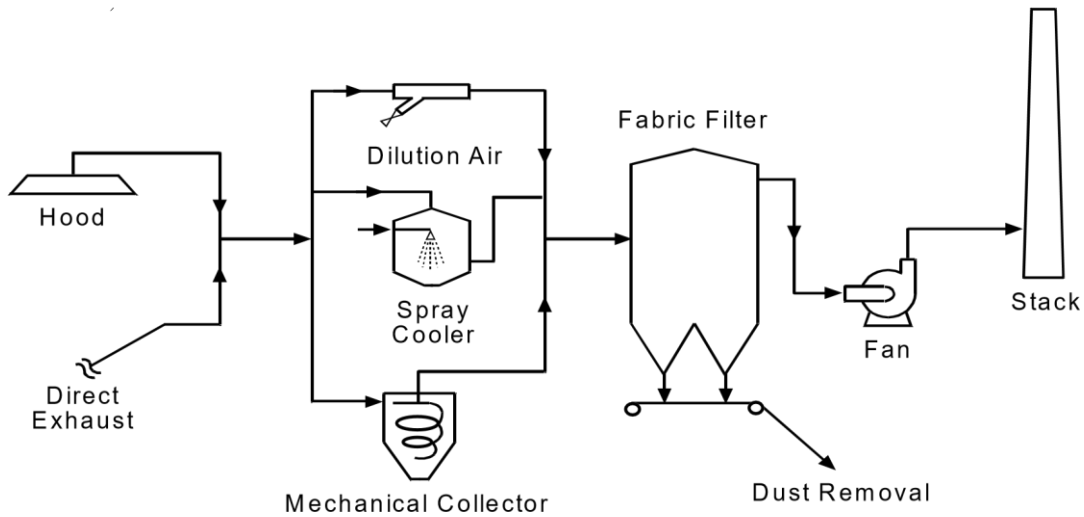 Fabric Filter
Dilution Air
Hood
Spray
Cooler
Stack
Fan
Direct
Exhaust
Mechanical Collector
Dust Removal